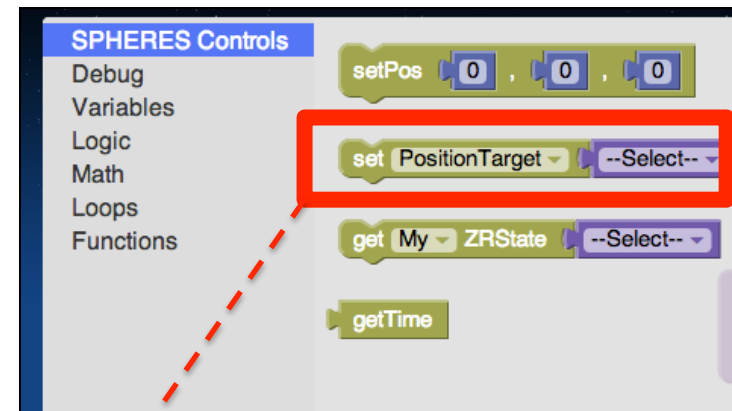 SPHERES Controls
Debug
Variables
Logic
Math
Loops
Functions
setPos 0 , 0 , 0
set PositionTarget --Select--
get My ZRState --Select--
getTime